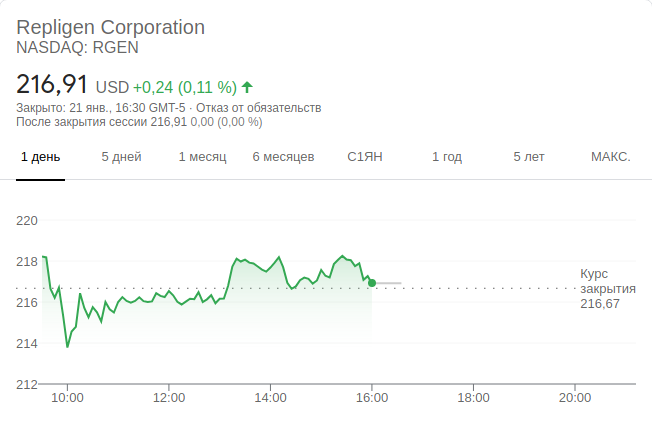 Repligen Corporation
NASDAQ: RGEN
216,91 USD +0,24 (0,11 %)
Закрыто: 21 янв., 16:30 GMT-5 · Отказ от обязательств
После закрытия сессии 216,91 0,00 (0,00 %)
1 день 5 дней 1 месяц 6 месяцев С1ЯН 1 год 5 лет МАКС.
220
218
Курс
закрытия
216,67
216
214
212
10:00 12:00 14:00 16:00 18:00 20:00